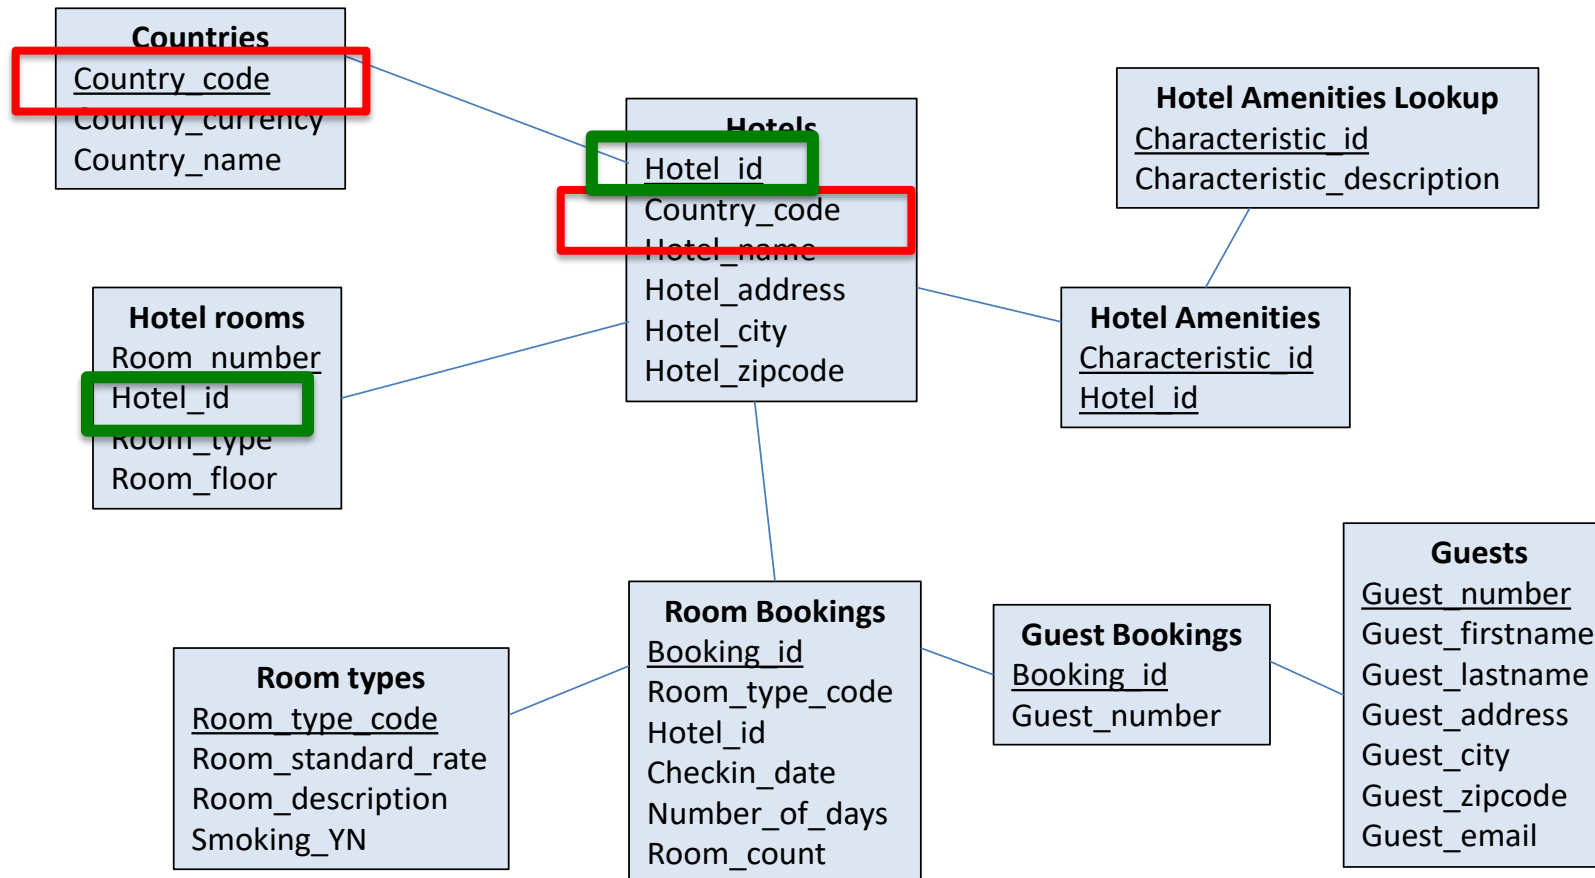 Countries
Country_code
Country_currency
Country_name
Hotels
Hotel_id
Country_code
Hotel_name
Hotel_address
Hotel_city
Hotel_zipcode
Hotel Amenities Lookup
Characteristic_id
Characteristic_description
Hotel rooms
Room_number
Hotel_id
Room_type
Room_floor
Hotel Amenities
Characteristic_id
Hotel_id
Room types
Room_type_code
Room_standard_rate
Room_description
Smoking_YN
Room Bookings
Booking_id
Room_type_code
Hotel_id
Checkin_date
Number_of_days
Room_count
Guest Bookings
Booking_id
Guest_number
Guests
Guest_number
Guest_firstname
Guest_lastname
Guest_address
Guest_city
Guest_zipcode
Guest_email